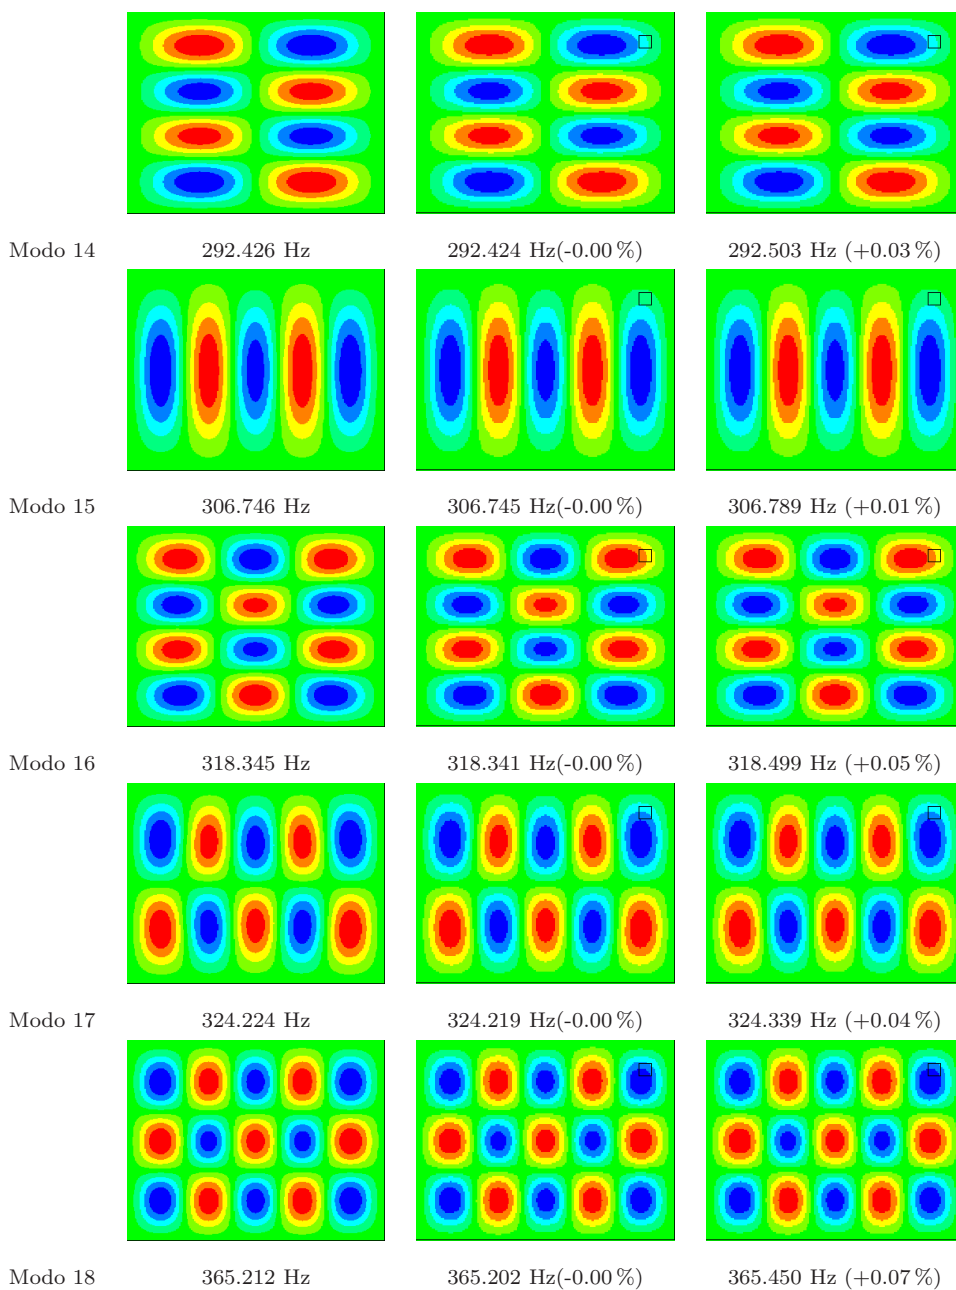 Modo 14 292.426 Hz 292.424 Hz(-0.00 %) 292.503 Hz (+0.03 %)
Modo 15 306.746 Hz 306.745 Hz(-0.00 %) 306.789 Hz (+0.01 %)
Modo 16 318.345 Hz 318.341 Hz(-0.00 %) 318.499 Hz (+0.05 %)
Modo 17 324.224 Hz 324.219 Hz(-0.00 %) 324.339 Hz (+0.04 %)
Modo 18 365.212 Hz 365.202 Hz(-0.00 %) 365.450 Hz (+0.07 %)